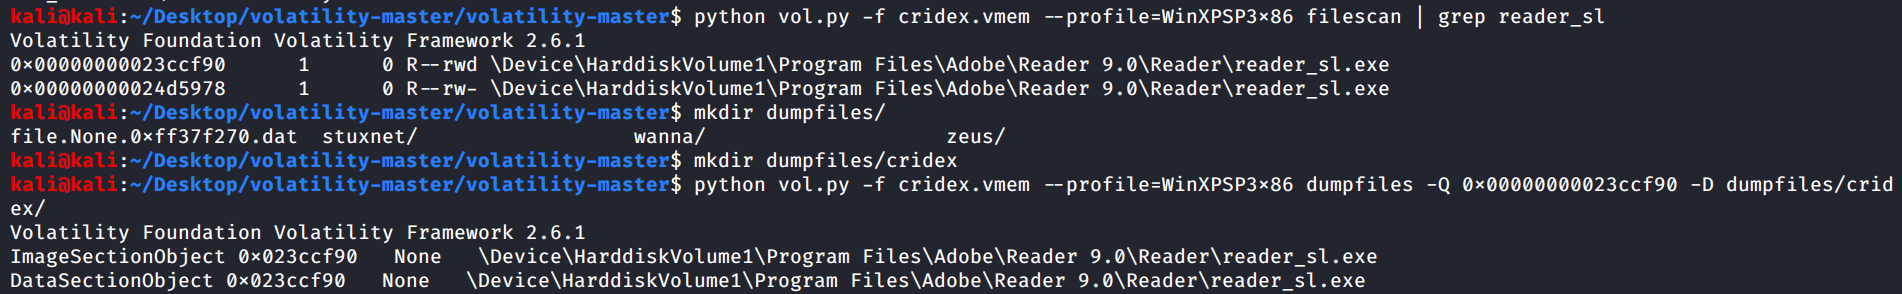 kali@kali:~/Desktop/volatility-master/volatility-master$ python vol.py -f cridex.vmem --profile=WinXPSP3x86 filescan | grep reader_sl
Volatility Foundation Volatility Framework 2.6.1
0x00000000023ccf90      1      0 R--rwd \Device\HarddiskVolume1\Program Files\Adobe\Reader 9.0\Reader\reader_sl.exe
0x00000000024d5978      1      0 R--rw- \Device\HarddiskVolume1\Program Files\Adobe\Reader 9.0\Reader\reader_sl.exe
kali@kali:~/Desktop/volatility-master/volatility-master$ mkdir dumpfiles/
file.None.0xff37f270.dat  stuxnet/                  wanna/                    zeus/
kali@kali:~/Desktop/volatility-master/volatility-master$ mkdir dumpfiles/cridex
kali@kali:~/Desktop/volatility-master/volatility-master$ python vol.py -f cridex.vmem --profile=WinXPSP3x86 dumpfiles -Q 0x00000000023ccf90 -D dumpfiles/crid
ex/
Volatility Foundation Volatility Framework 2.6.1
ImageSectionObject 0x023ccf90   None   \Device\HarddiskVolume1\Program Files\Adobe\Reader 9.0\Reader\reader_sl.exe
DataSectionObject 0x023ccf90   None   \Device\HarddiskVolume1\Program Files\Adobe\Reader 9.0\Reader\reader_sl.exe